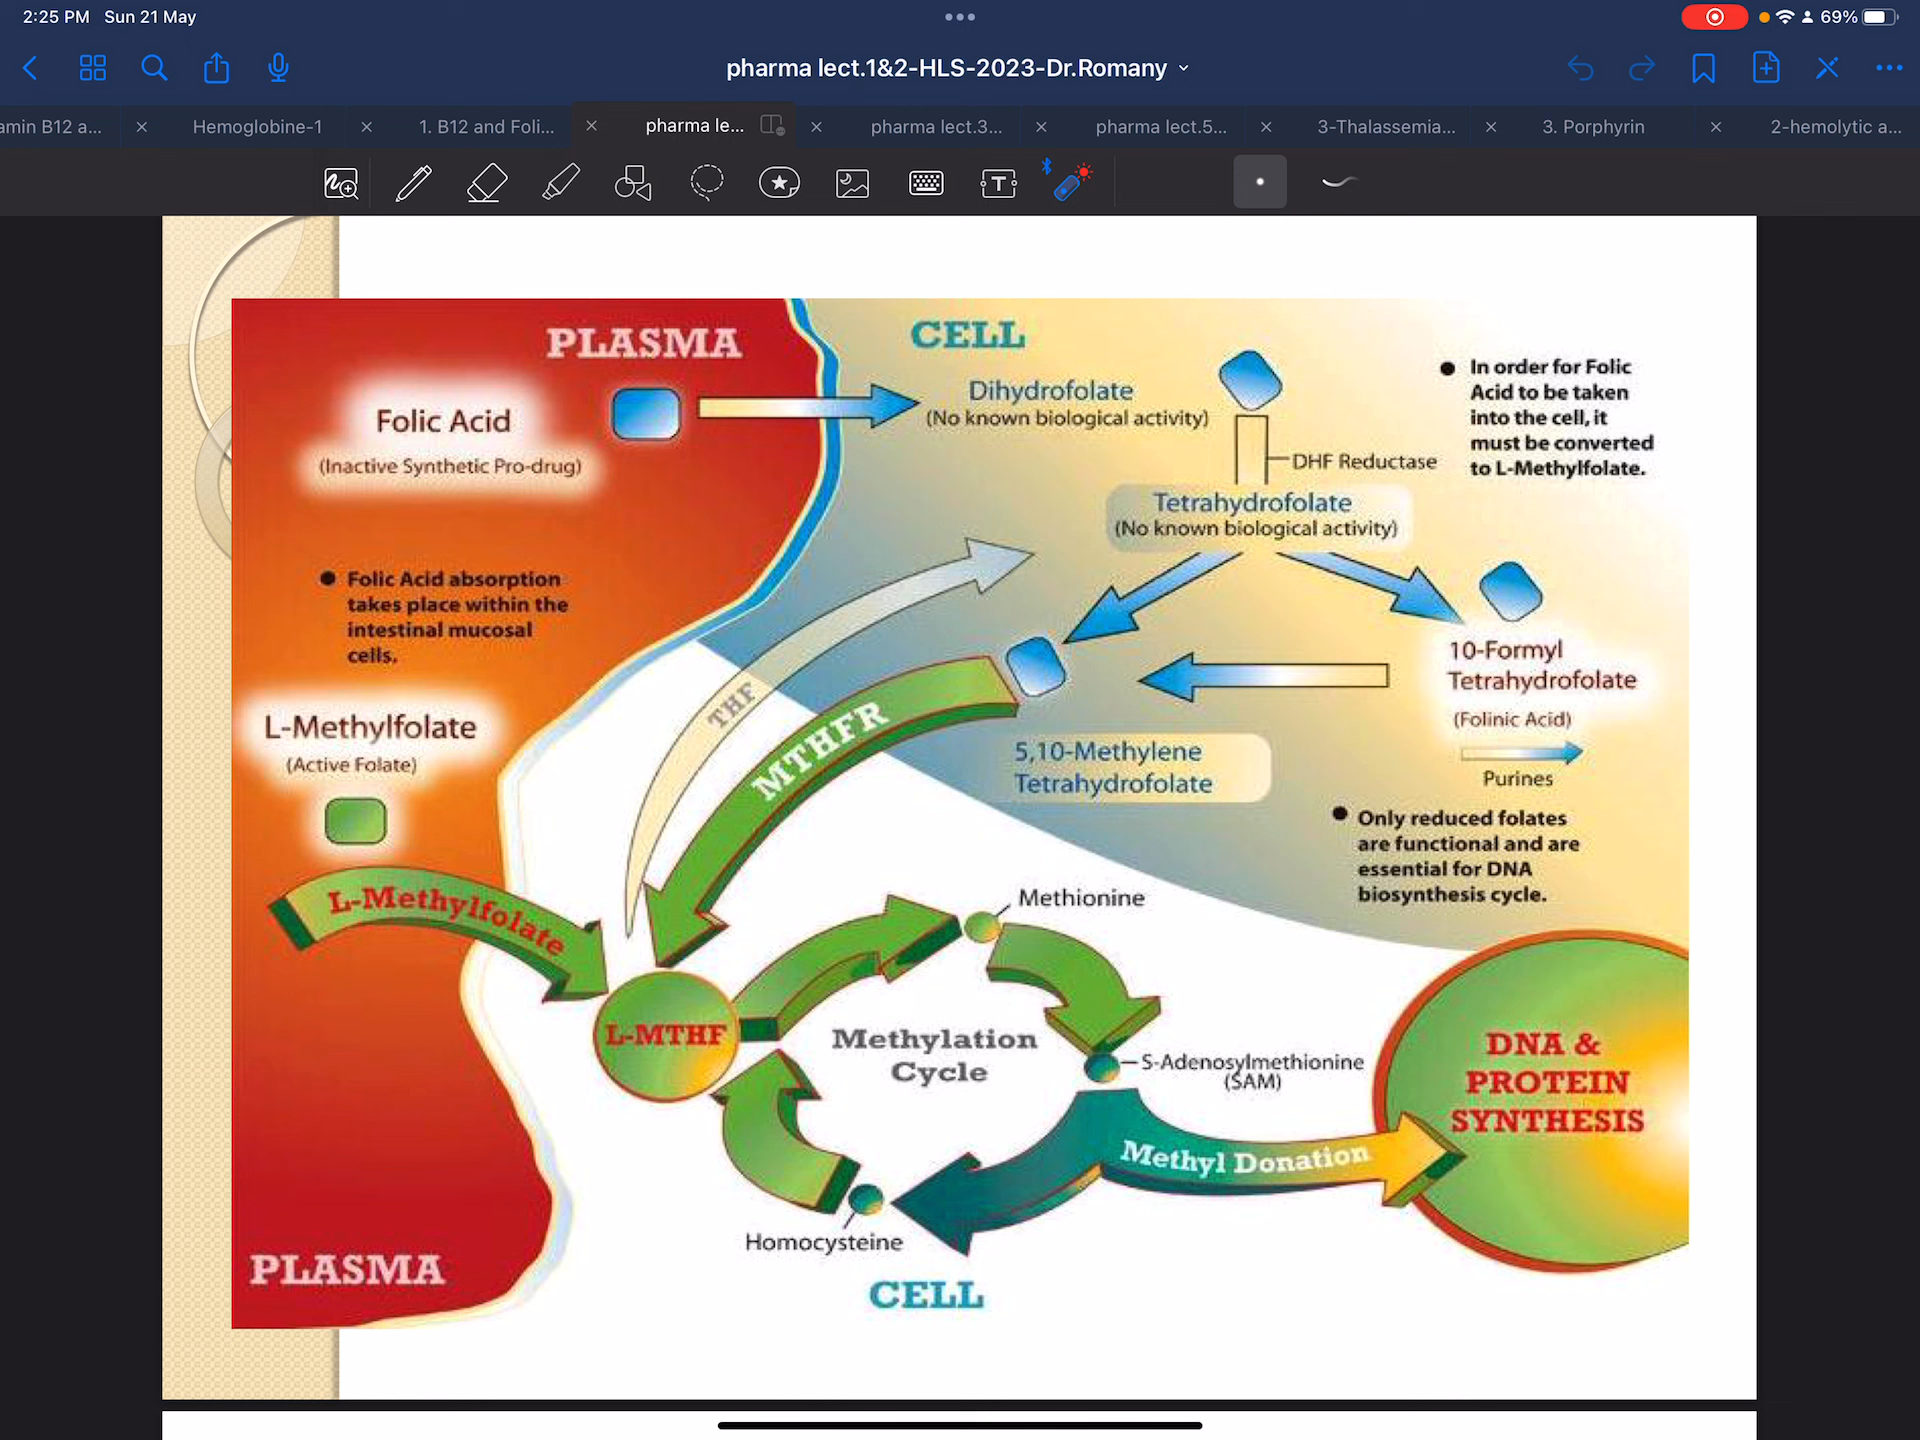 2:25 PM Sun 21 May
69%
pharma lect.1&2-HLS-2023-Dr.Romany
amin B12 a...
Hemoglobine-1
1. B12 and Foli...
pharma le...
pharma lect.3...
pharma lect.5...
3-Thalassemia...
3. Porphyrin
2-hemolytic a...
PLASMA
CELL
Folic Acid
(Inactive Synthetic Pro-drug)
Dihydrofolate
(No known biological activity)
DHF Reductase
In order for Folic
Acid to be taken
into the cell, it
must be converted
to L-Methylfolate.
Tetrahydrofolate
(No known biological activity)
Folic Acid absorption
takes place within the
intestinal mucosal
cells.
10-Formyl
Tetrahydrofolate
(Folinic Acid)
Purines
THF
MTHFR
L-Methylfolate
(Active Folate)
5,10-Methylene
Tetrahydrofolate
Only reduced folates
are functional and are
essential for DNA
biosynthesis cycle.
L-Methylfolate
Methionine
L-MTHF
Methylation
Cycle
S-Adenosylmethionine
(SAM)
DNA &
PROTEIN
SYNTHESIS
Methyl Donation
Homocysteine
PLASMA
CELL